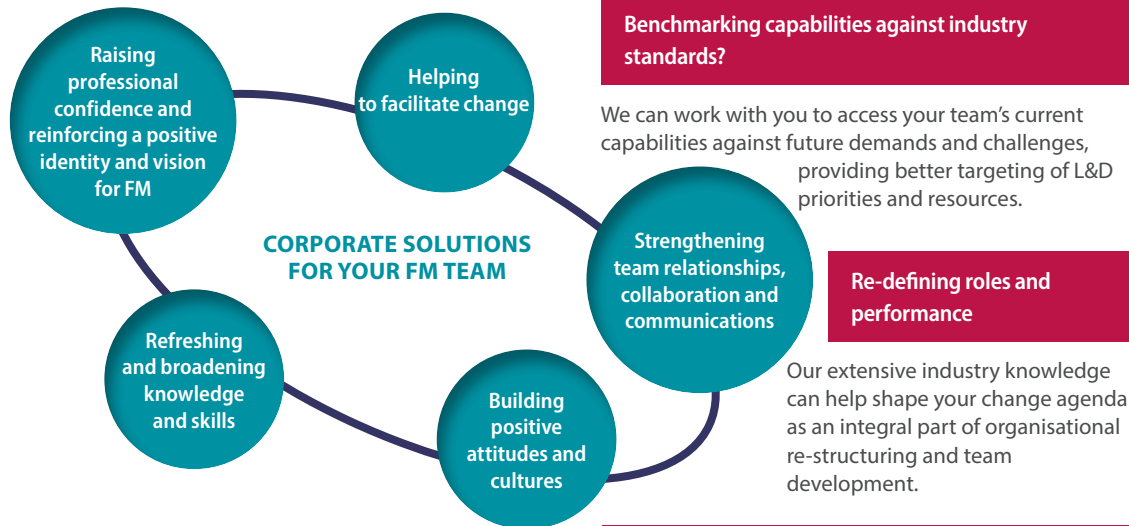 Raising
professional
confidence and
reinforcing a positive
identity and vision
for FM
Helping
to facilitate change
CORPORATE SOLUTIONS
FOR YOUR FM TEAM
Strengthening
team relationships,
collaboration and
communications
Refreshing
and broadening
knowledge
and skills
Building
positive
attitudes and
cultures
Benchmarking capabilities against industry
standards?
We can work with you to access your team’s current
capabilities against future demands and challenges,
providing better targeting of L&D
priorities and resources.
Re-defining roles and
performance
Our extensive industry knowledge
can help shape your change agenda
as an integral part of organisational
re-structuring and team
development.